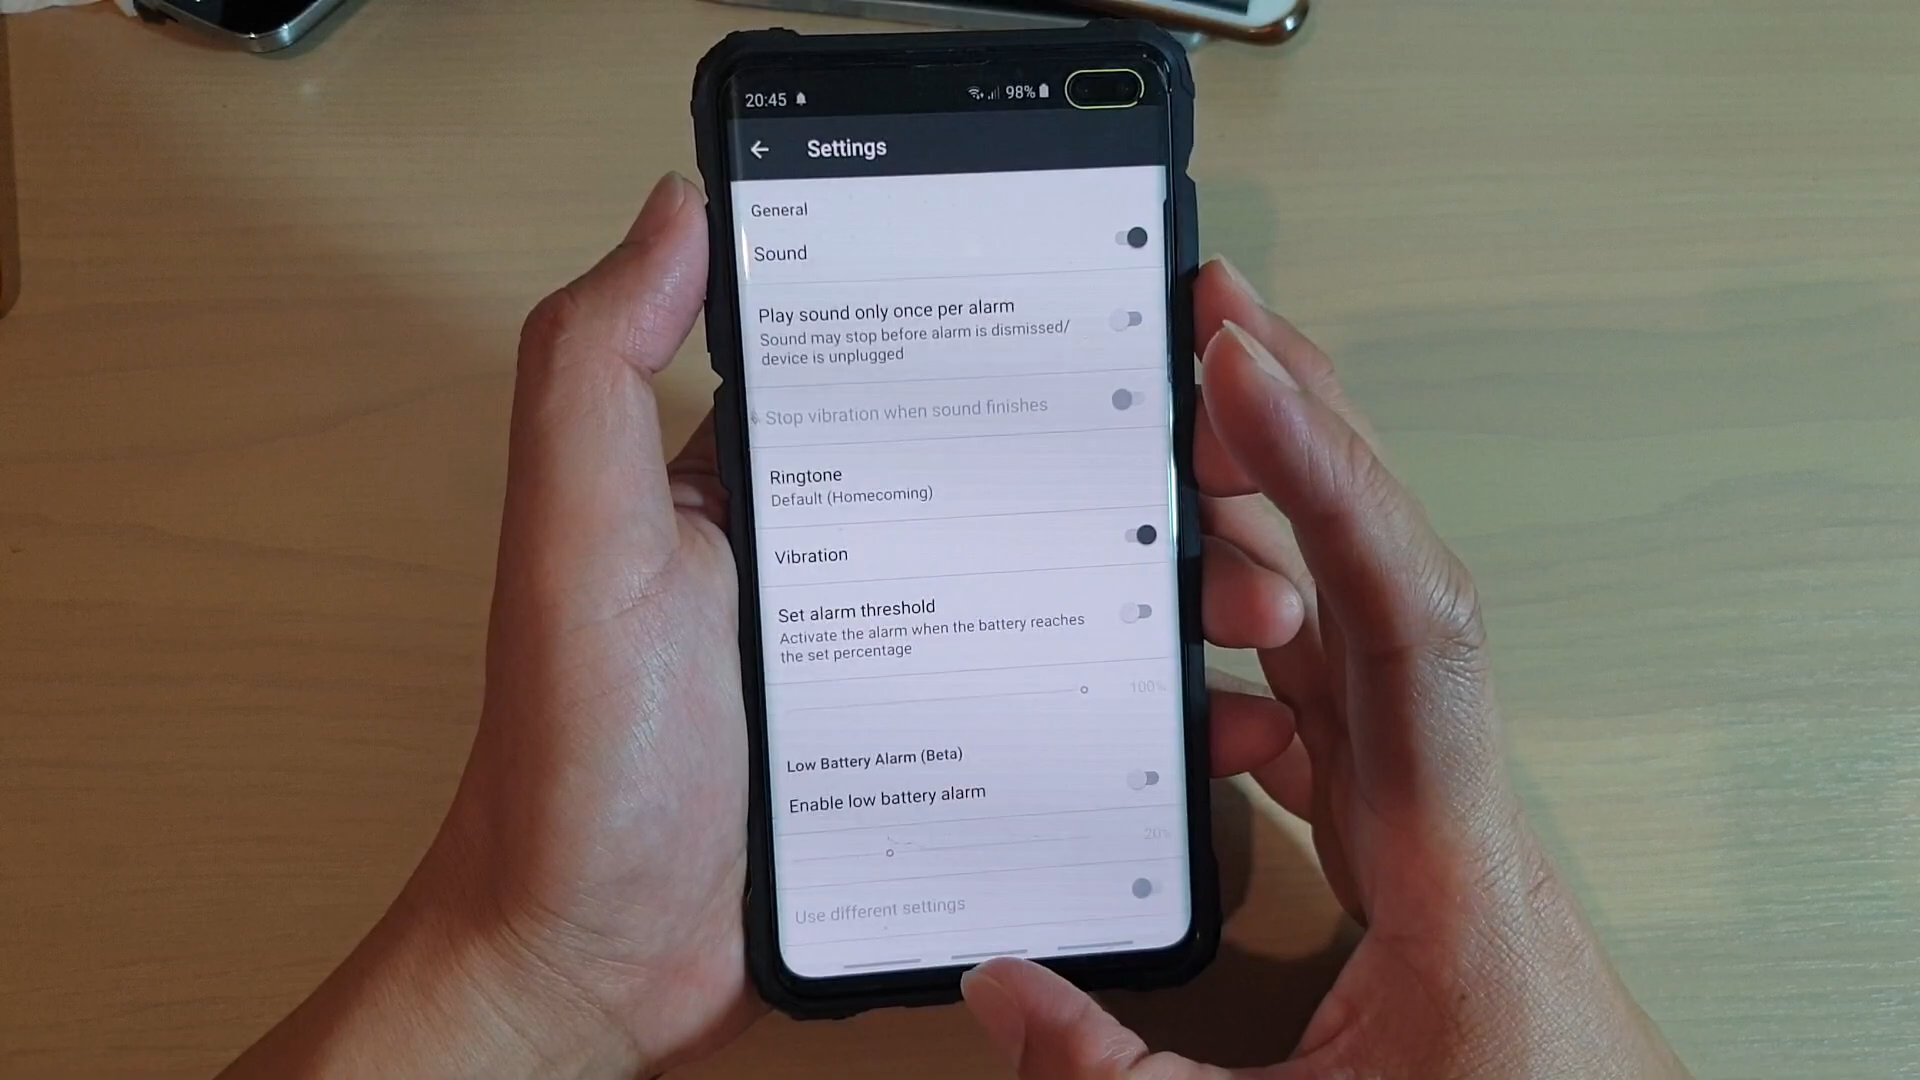 20:45 98%
Settings
General
Sound
Play sound only once per alarm
Sound may stop before alarm is dismissed/
device is unplugged
Stop vibration when sound finishes
Ringtone
Default (Homecoming)
Vibration
Set alarm threshold
Activate the alarm when the battery reaches
the set percentage
100%
Low Battery Alarm (Beta)
Enable low battery alarm
20%
Use different settings